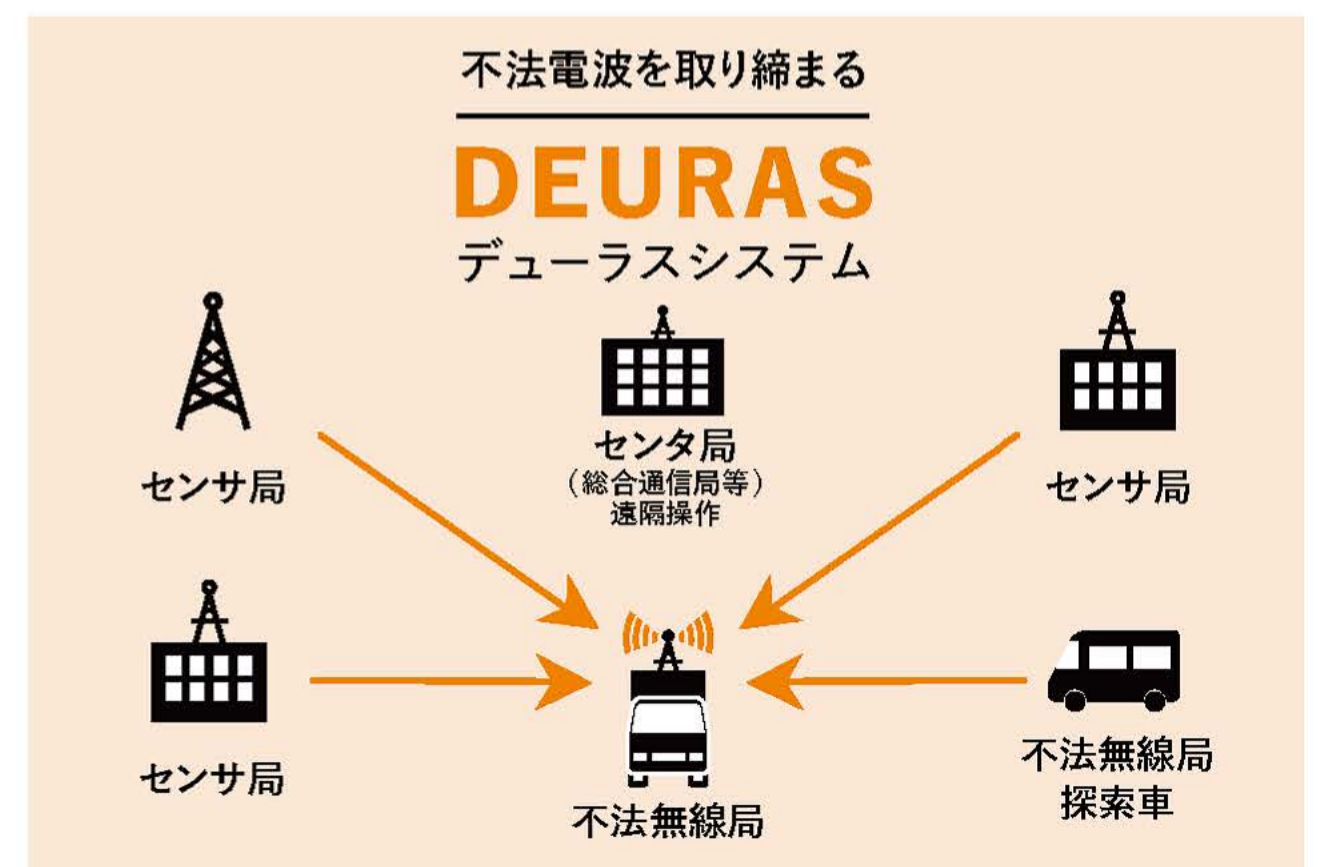 不法電波を取り締まる
DEURAS
デューラスシステム
センサ局
センタ局
（総合通信局等）
遠隔操作
センサ局
センサ局
不法無線局
不法無線局
探索車